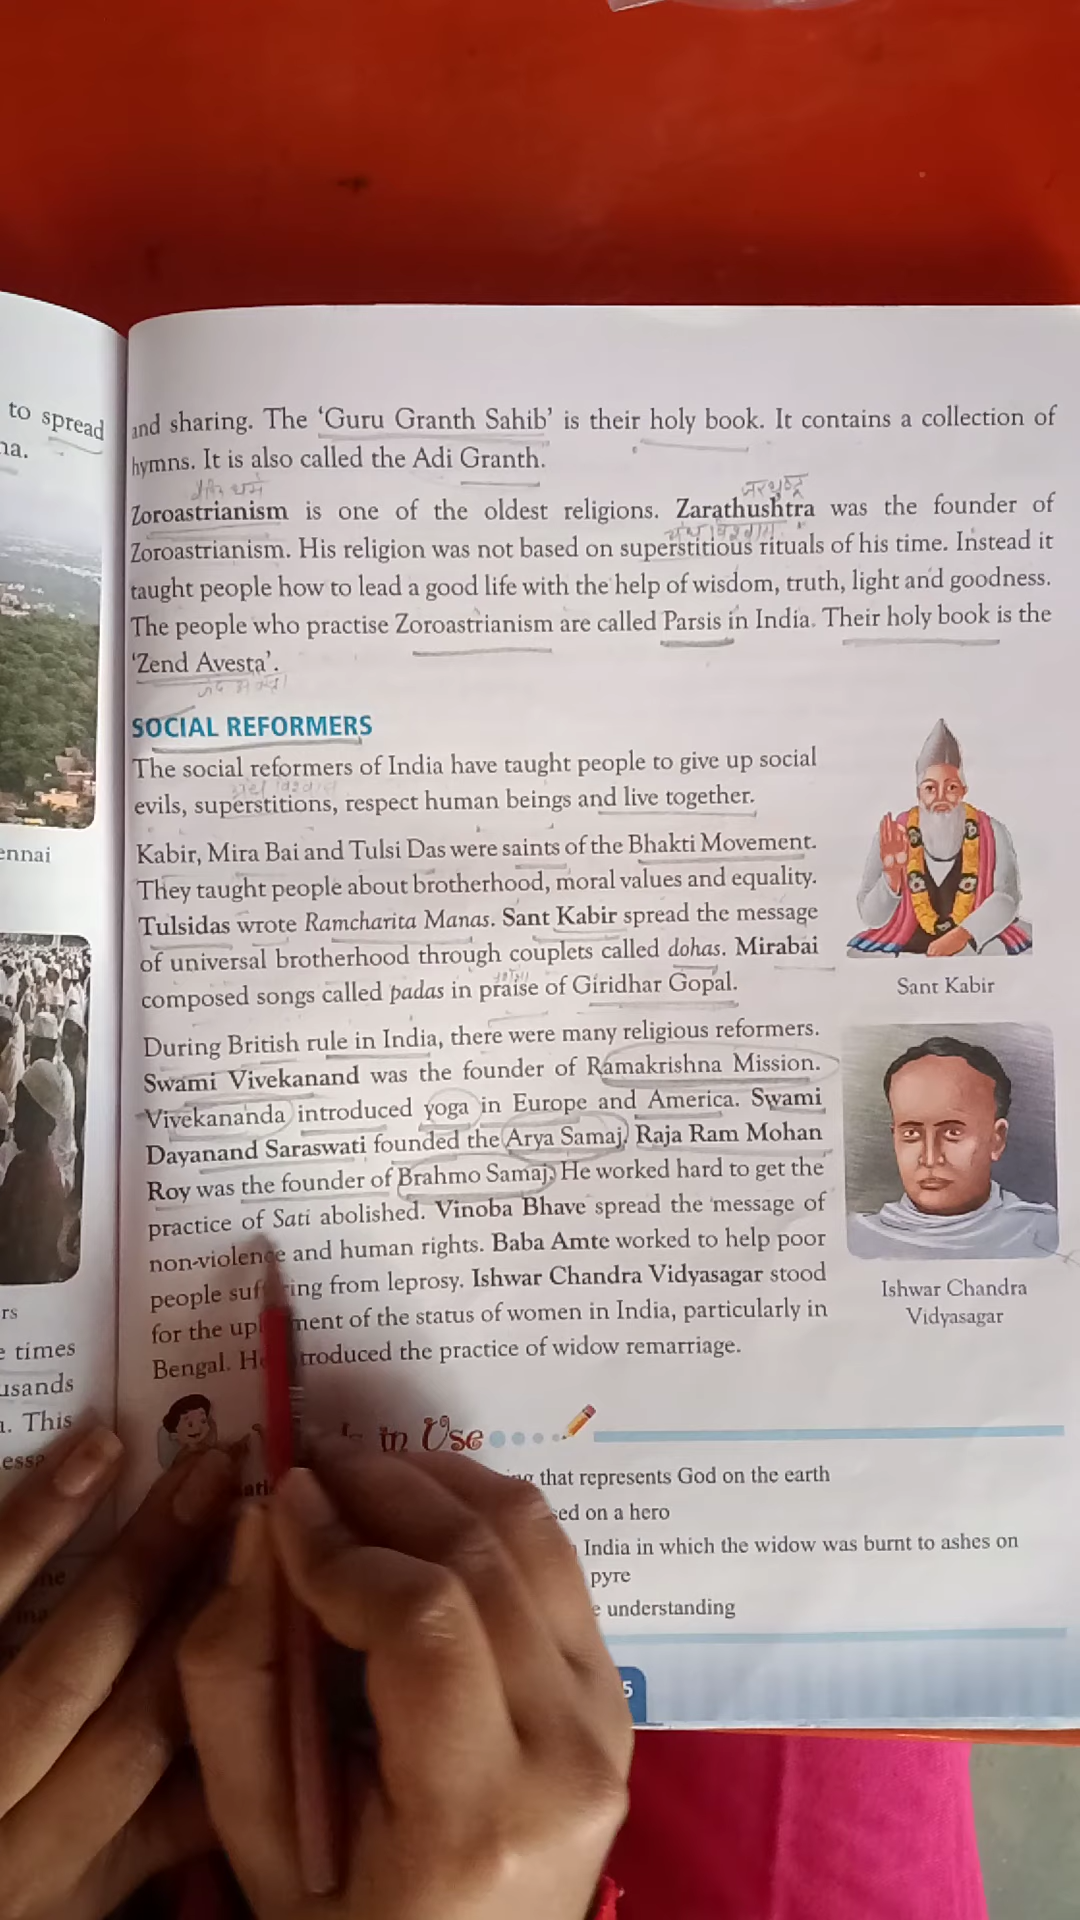 to spread
na.
and sharing. The ‘Guru Granth Sahib’ is their holy book. It contains a collection of
hymns. It is also called the Adi Granth.
जरथुष्ट्र
Zoroastrianism is one of the oldest religions. Zarathushtra was the founder of
Zoroastrianism. His religion was not based on superstitious rituals of his time. Instead it
taught people how to lead a good life with the help of wisdom, truth, light and goodness.
The people who practise Zoroastrianism are called Parsis in India. Their holy book is the
‘Zend Avesta’.
SOCIAL REFORMERS
The social reformers of India have taught people to give up social
evils, superstitions, respect human beings and live together.
ennai
Kabir, Mira Bai and Tulsi Das were saints of the Bhakti Movement.
They taught people about brotherhood, moral values and equality.
Tulsidas wrote Ramcharita Manas. Sant Kabir spread the message
of universal brotherhood through couplets called dohas. Mirabai
composed songs called padas in praise of Giridhar Gopal.
Sant Kabir
During British rule in India, there were many religious reformers.
Swami Vivekanand was the founder of Ramakrishna Mission.
Vivekananda introduced yoga in Europe and America. Swami
Dayanand Saraswati founded the Arya Samaj. Raja Ram Mohan
Roy was the founder of Brahmo Samaj. He worked hard to get the
practice of Sati abolished. Vinoba Bhave spread the message of
non-violence and human rights. Baba Amte worked to help poor
people suf ring from leprosy. Ishwar Chandra Vidyasagar stood
for the up ment of the status of women in India, particularly in
Bengal. H troduced the practice of widow remarriage.
Ishwar Chandra
Vidyasagar
rs
e times
usands
. This
in Use
that represents God on the earth
sed on a hero
India in which the widow was burnt to ashes on
pyre
e understanding
5